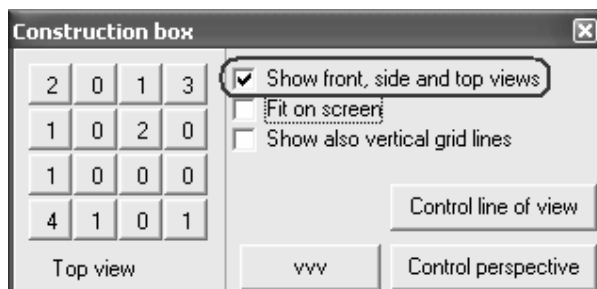 Construction box
2 0 1 3
Show front, side and top views
Fit on screen
1 0 2 0
Show also vertical grid lines
1 0 0 0
4 1 0 1
Control line of view
Top view
vvv
Control perspective